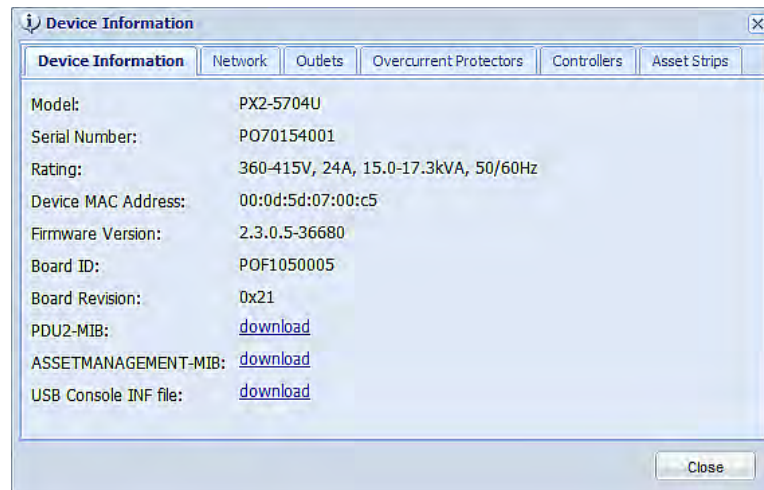 Device Information
Device Information Network Outlets Overcurrent Protectors Controllers Asset Strips
Model: PX2-5704U
Serial Number: PO70154001
Rating: 360-415V, 24A, 15.0-17.3kVA, 50/60Hz
Device MAC Address: 00:0d:5d:07:00:c5
Firmware Version: 2.3.0.5-36680
Board ID: POF1050005
Board Revision: 0x21
PDU2-MIB: download
ASSETMANAGEMENT-MIB: download
USB Console INF file: download
Close